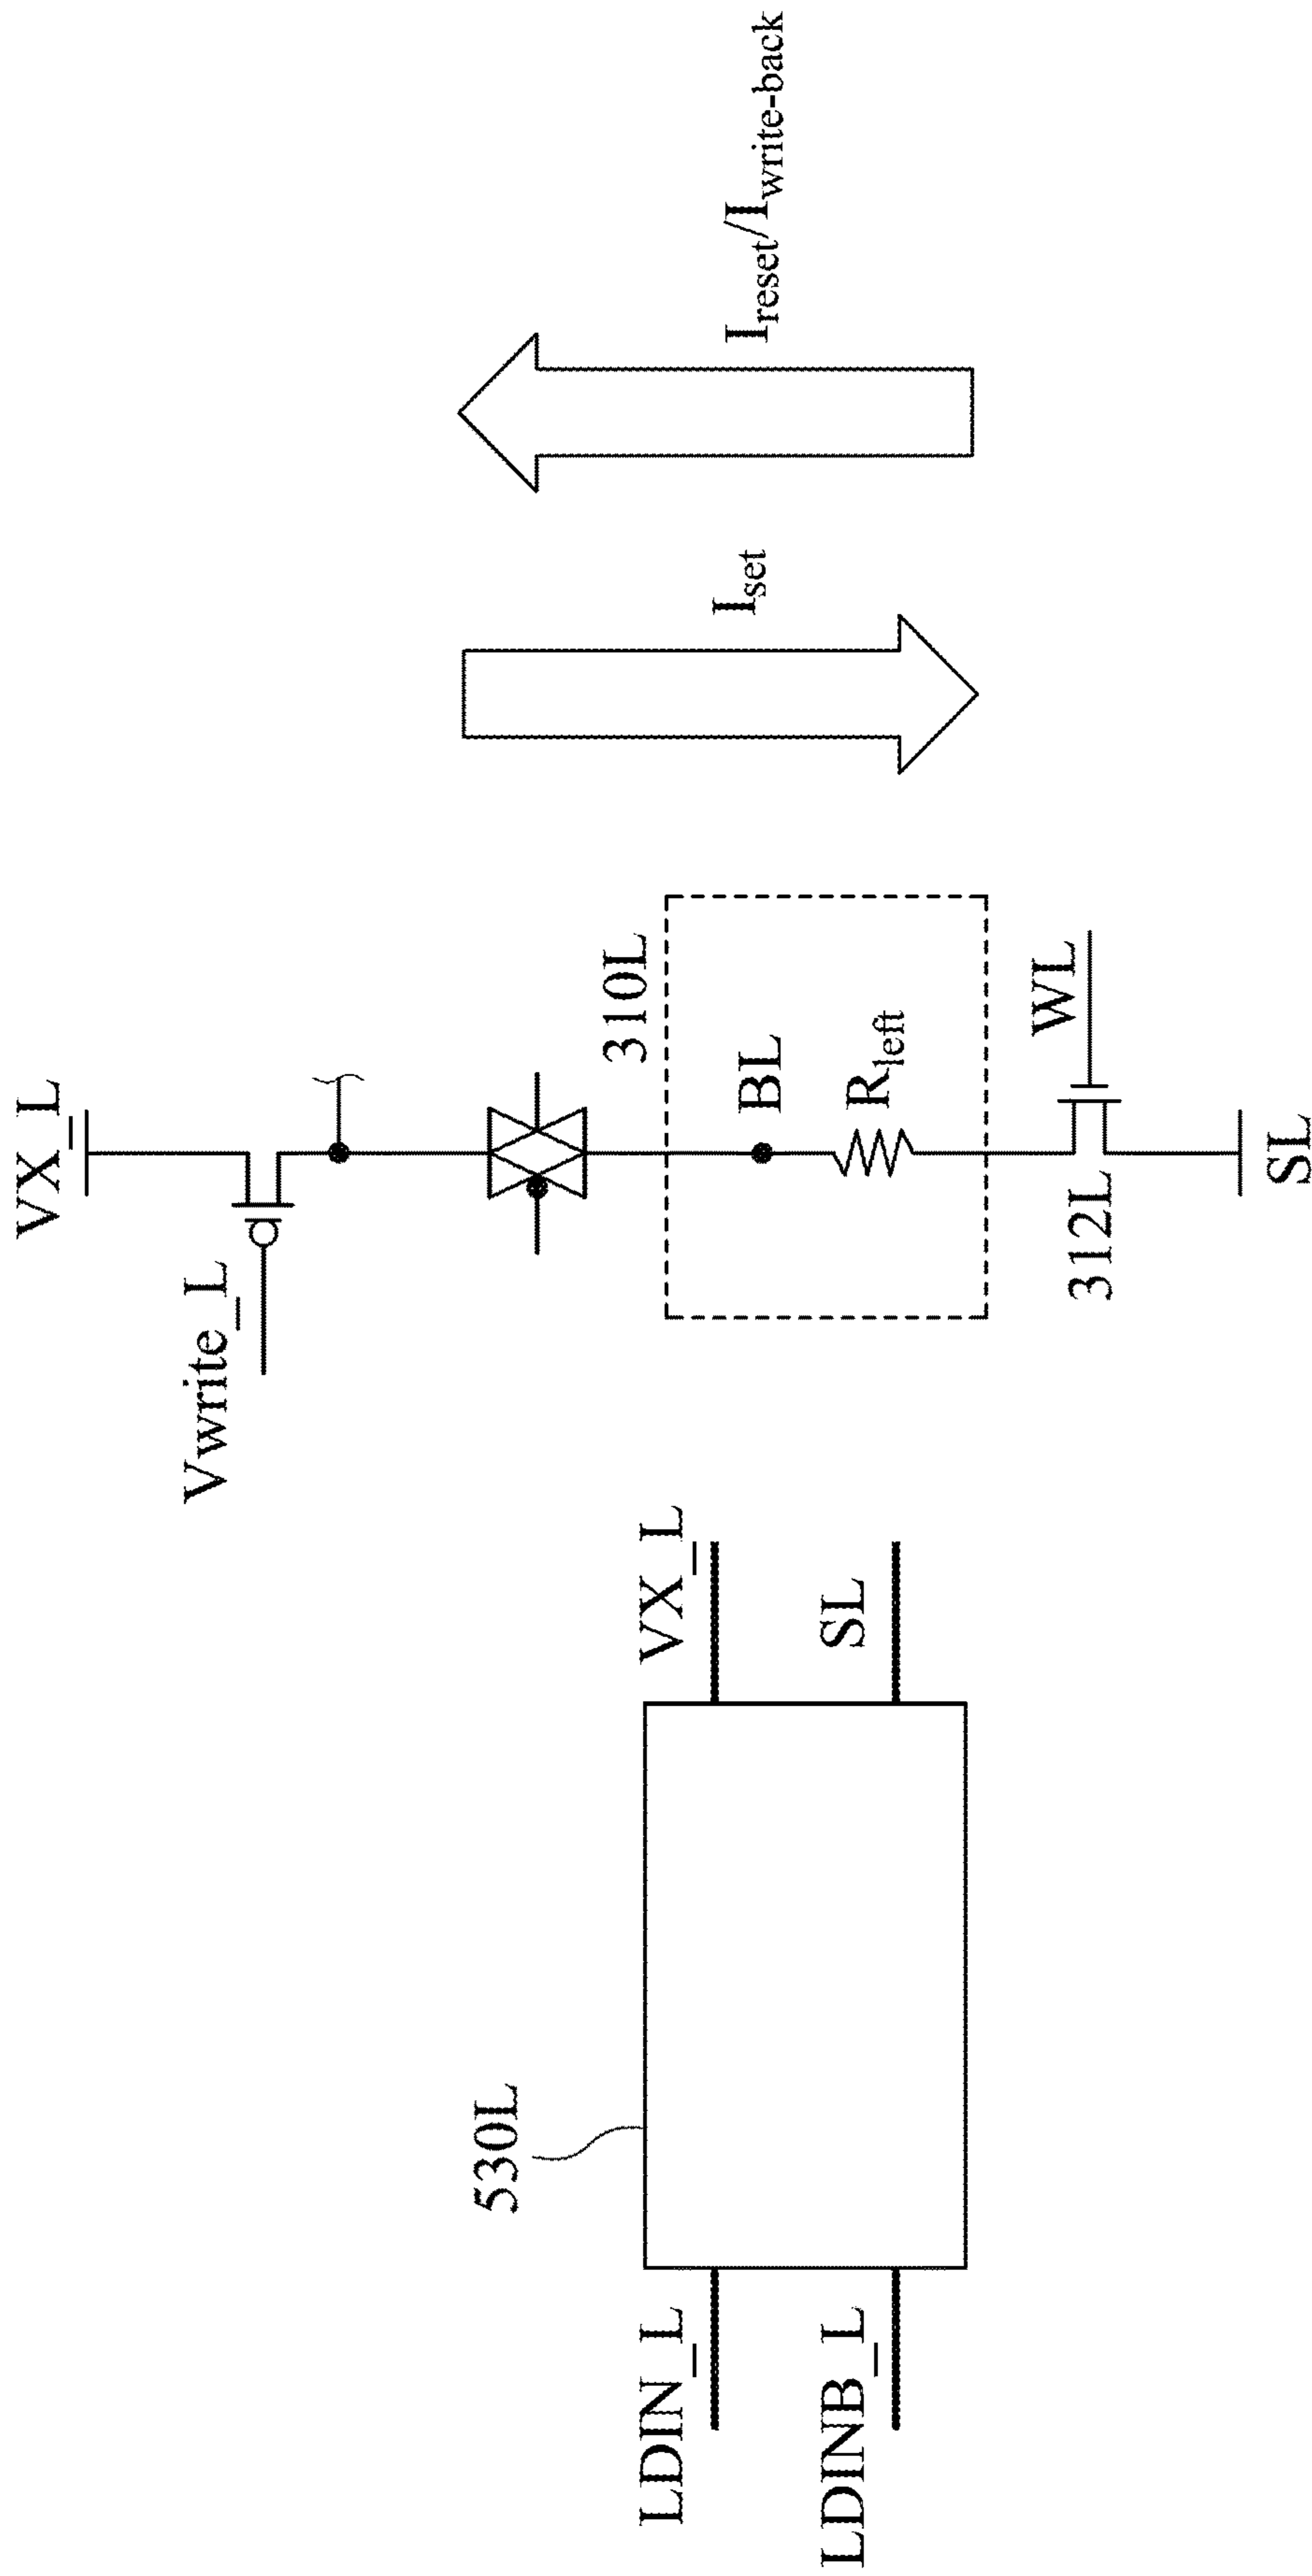 530L
LDIN_L
LDINB_L
VX_L
SL
VX_L
Vwrite_L
310L
BL
Rleft
WL
312L
SL
Iset
Ireset/Iwrite-back